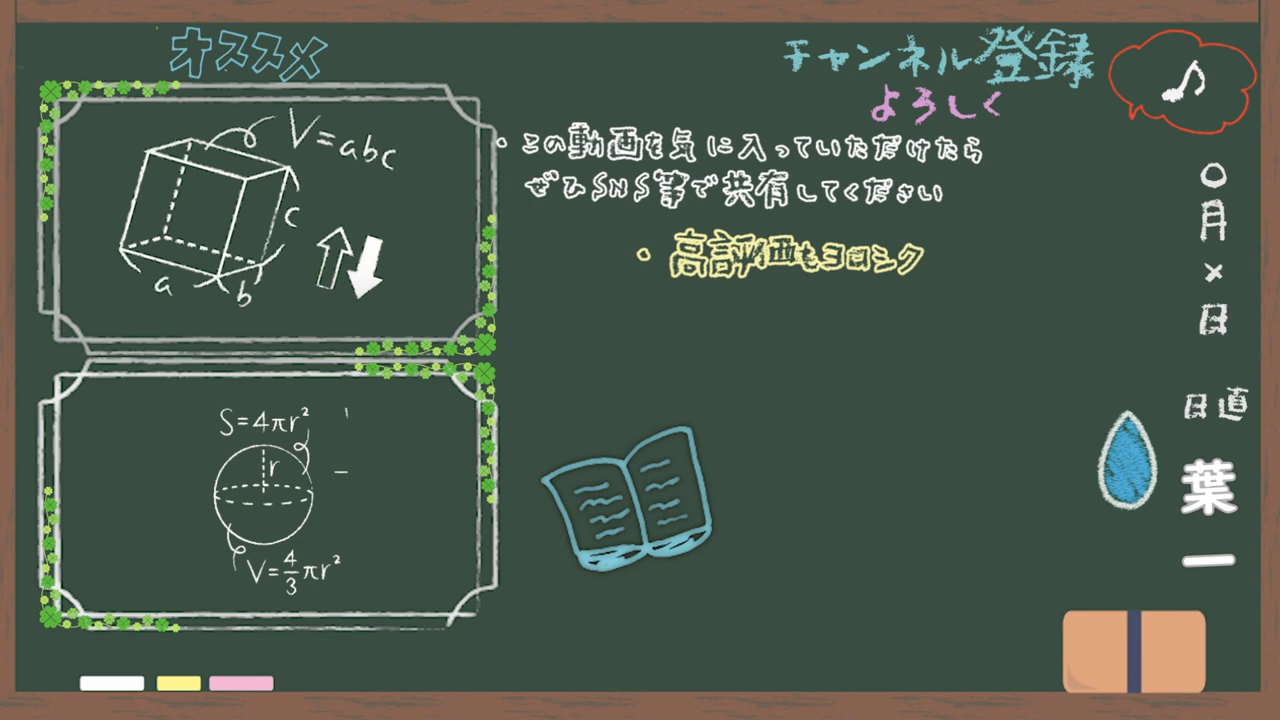 オススメ
V=abc
c
a
b
S=4πr²
r
V=4/3πr²
チャンネル登録
よろしく
・この動画を気に入っていただけたら
ぜひSNS等で共有してください
・高評価もヨロシク
〇月×日
日直
葉一